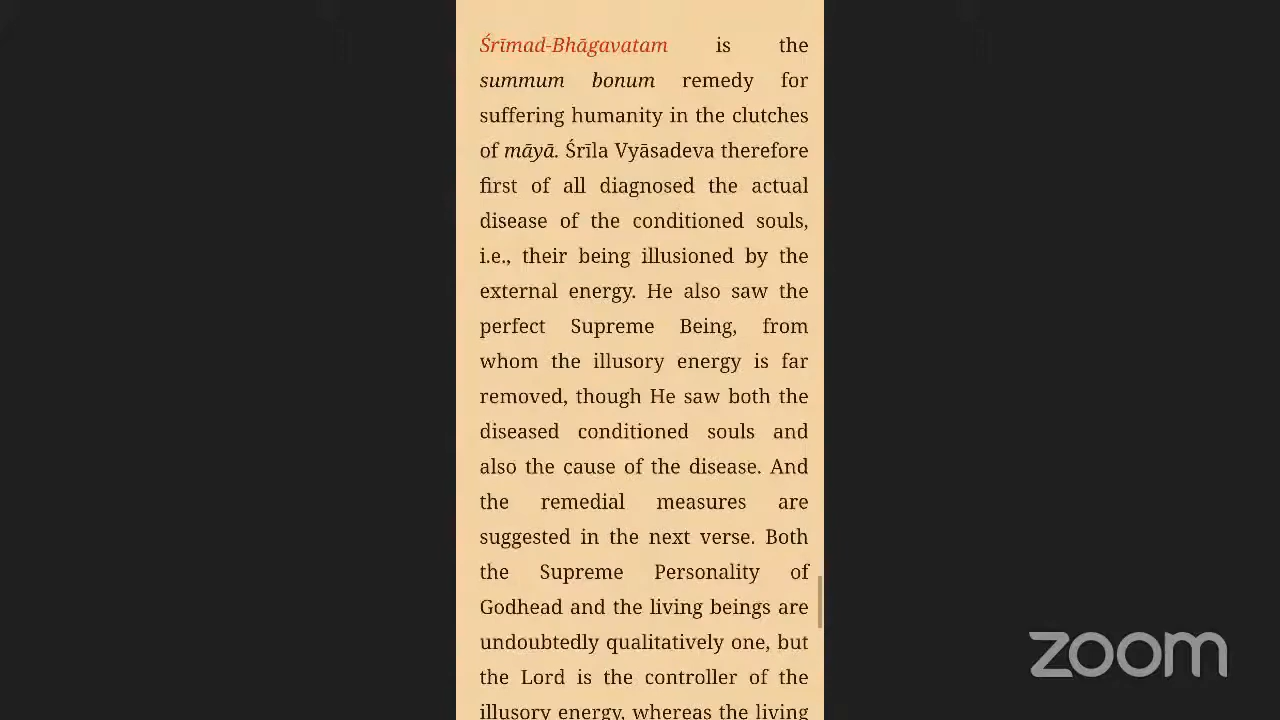 Śrīmad-Bhāgavatam is the
summum bonum remedy for
suffering humanity in the clutches
of māyā. Śrīla Vyāsadeva therefore
first of all diagnosed the actual
disease of the conditioned souls,
i.e., their being illusioned by the
external energy. He also saw the
perfect Supreme Being, from
whom the illusory energy is far
removed, though He saw both the
diseased conditioned souls and
also the cause of the disease. And
the remedial measures are
suggested in the next verse. Both
the Supreme Personality of
Godhead and the living beings are
undoubtedly qualitatively one, but
the Lord is the controller of the
illusory energy, whereas the living
zoom